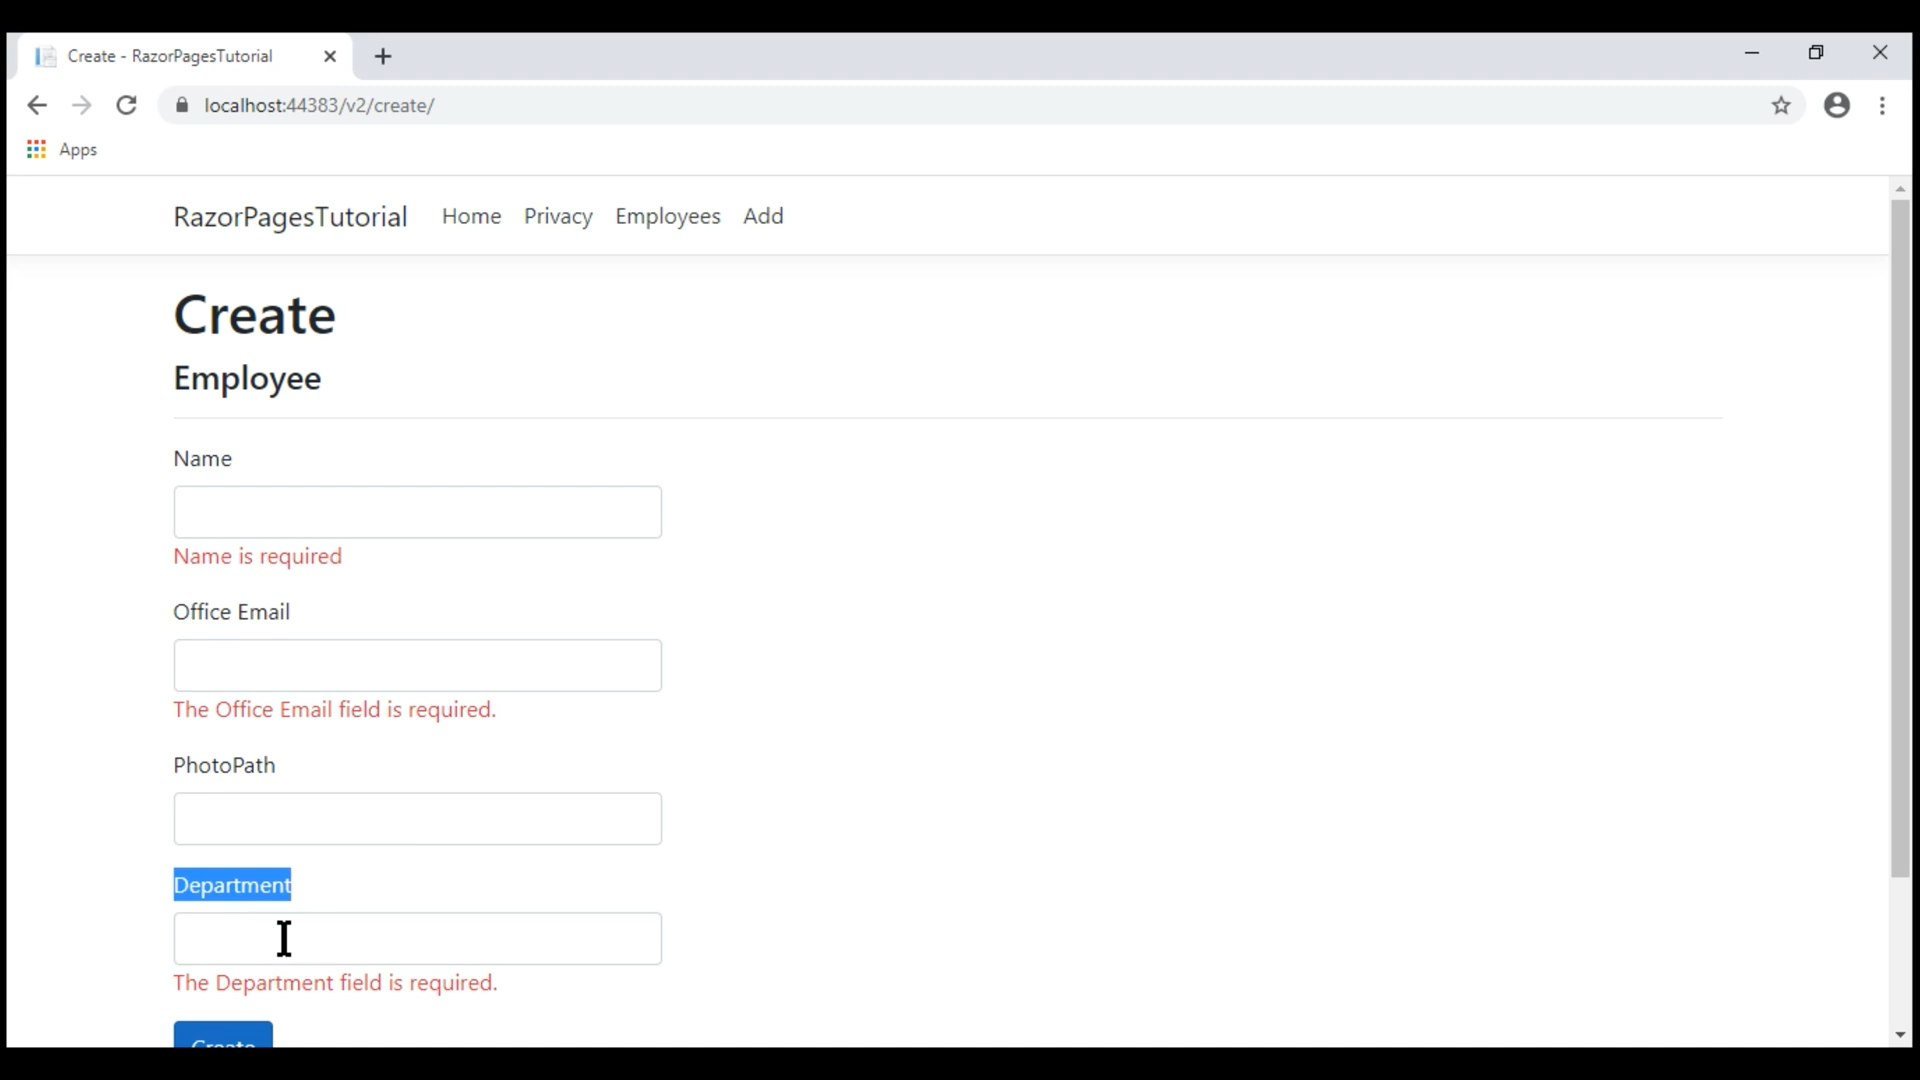 Create - RazorPagesTutorial
localhost:44383/v2/create/
Apps
RazorPagesTutorial Home Privacy Employees Add
Create
Employee
Name
Name is required
Office Email
The Office Email field is required.
PhotoPath
Department
The Department field is required.
Create